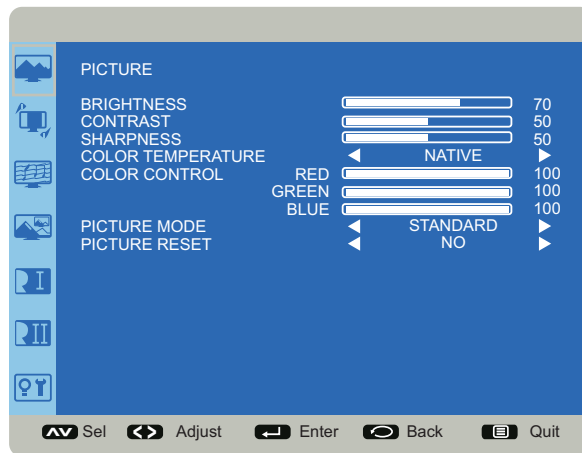 PICTURE
BRIGHTNESS 70
CONTRAST 50
SHARPNESS 50
COLOR TEMPERATURE NATIVE
COLOR CONTROL RED 100
GREEN 100
BLUE 100
PICTURE MODE STANDARD
PICTURE RESET NO
Sel Adjust Enter Back Quit